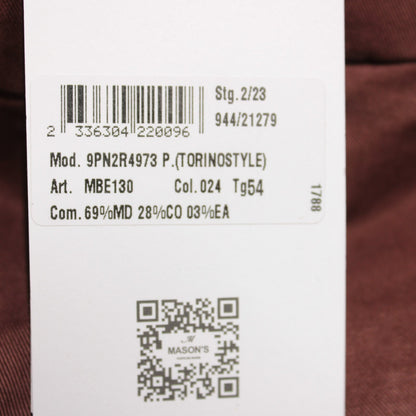 Stg. 2/23
944/21279
2 336304 220096
Mod. 9PN2R4973 P.(TORINOSTYLE)
Art. MBE130 Col.024 Tg54
Com. 69%MD 28%CO 03%EA
1788
MASON'S